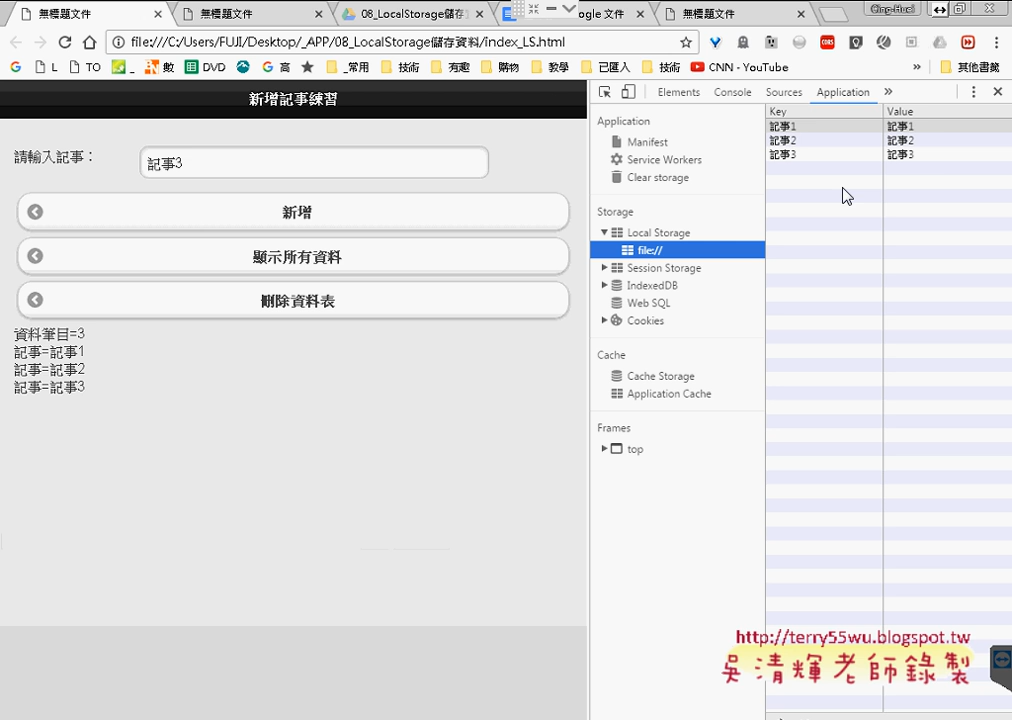 無標題文件
無標題文件
08_LocalStorage儲存
ogle 文件
無標題文件
Qing-Huei
file:///C:/Users/FUJI/Desktop/_APP/08_LocalStorage儲存資料/index_LS.html
L
TO
數
DVD
高
_常用
技術
有趣
購物
教學
已匯入
技術
CNN - YouTube
»
其他書籤
新增記事練習
請輸入記事：
記事3
新增
顯示所有資料
刪除資料表
資料筆目=3
記事=記事1
記事=記事2
記事=記事3
Elements Console Sources Application »
Application
Manifest
Service Workers
Clear storage
Storage
Local Storage
file://
Session Storage
IndexedDB
Web SQL
Cookies
Cache
Cache Storage
Application Cache
Frames
top
Key Value
記事1 記事1
記事2 記事2
記事3 記事3
http://terry55wu.blogspot.tw
吳清輝老師錄製